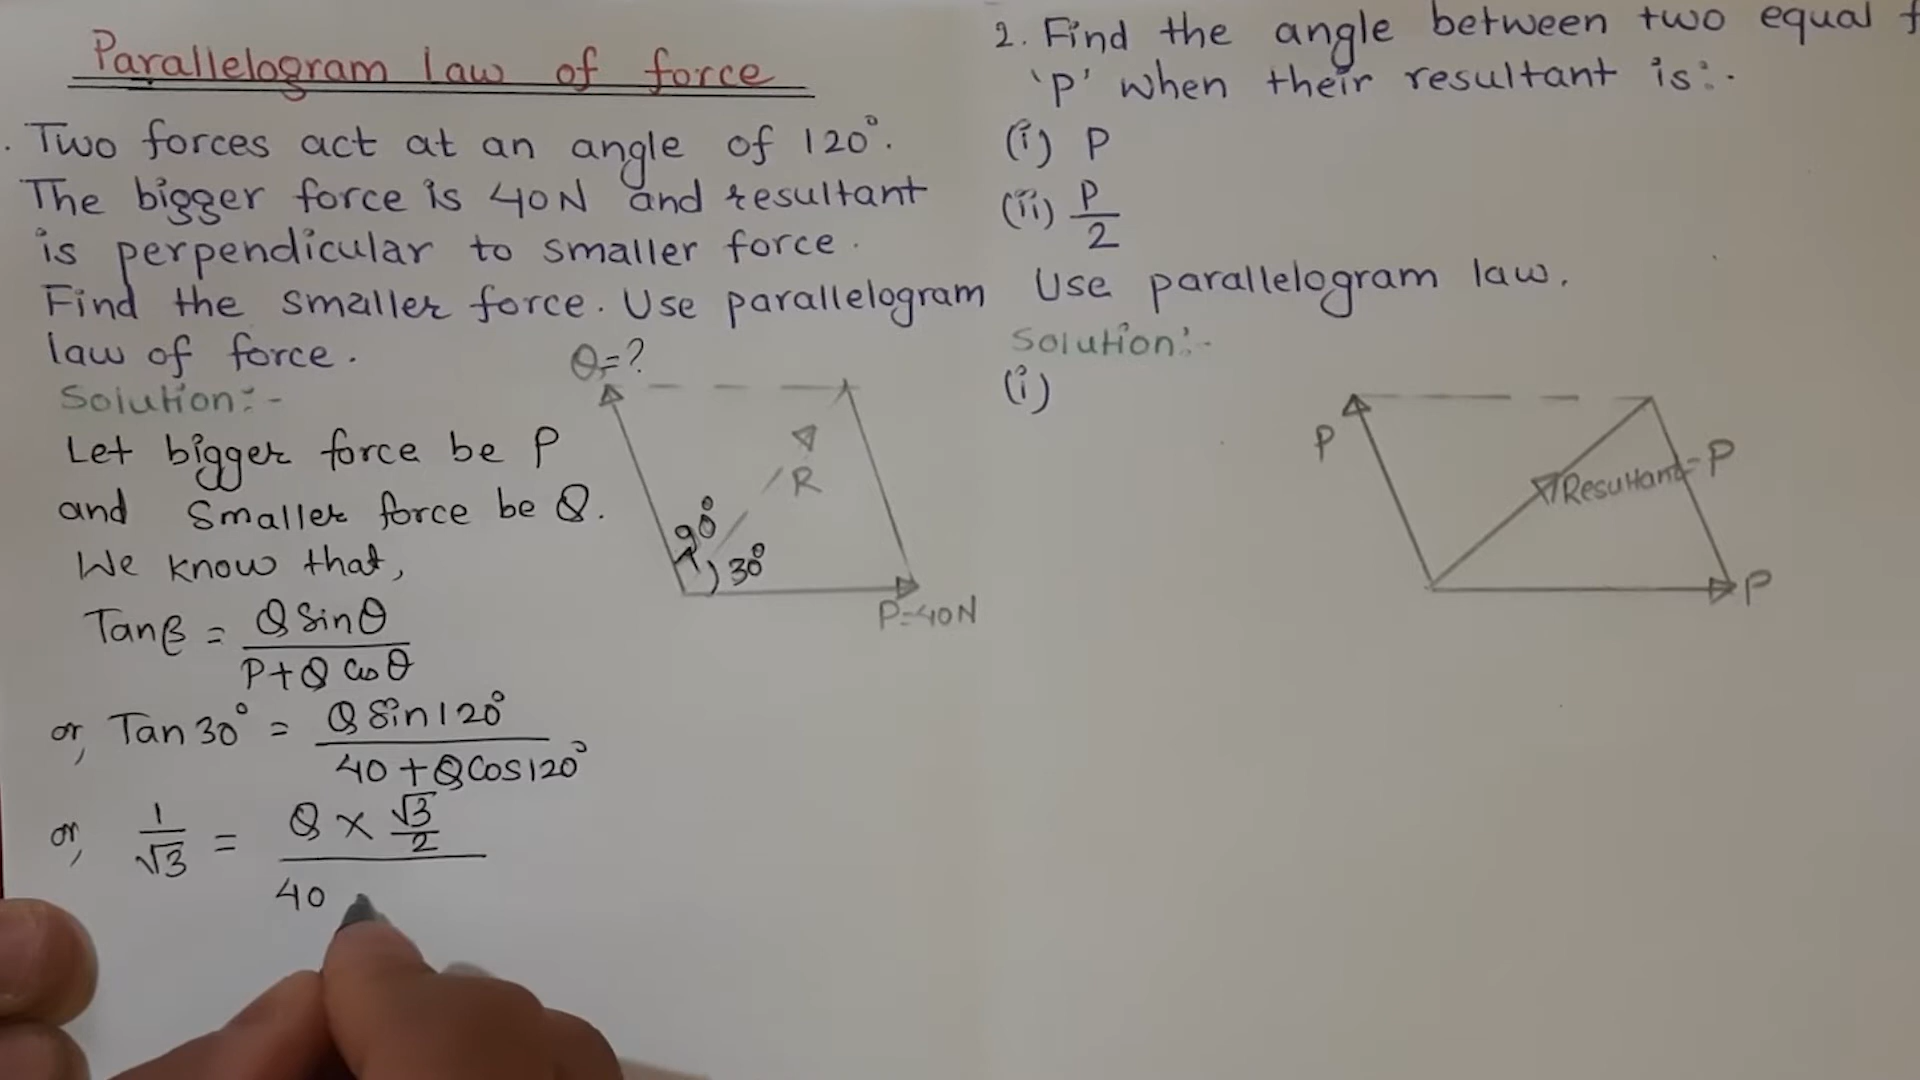 Parallelogram law of force
. Two forces act at an angle of 120°.
The bigger force is 40N and resultant
is perpendicular to smaller force.
Find the smaller force. Use parallelogram
law of force.
Solution:-
Let bigger force be P
and smaller force be Q.
We know that,
Tanβ = Q Sinθ / P+Q Cosθ
or, Tan 30° = Q Sin120° / 40+QCos120°
or, 1/√3 = Q × √3/2 / 40
Q=?
R
90°
30°
P=40N
2. Find the angle between two equal f
'P' when their resultant is:-
(i) P
(ii) P/2
Use parallelogram law.
Solution:-
(i)
P
Resultant=P
P